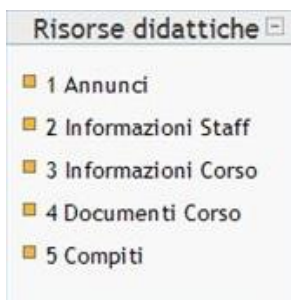 Risorse didattiche
1 Annunci
2 Informazioni Staff
3 Informazioni Corso
4 Documenti Corso
5 Compiti